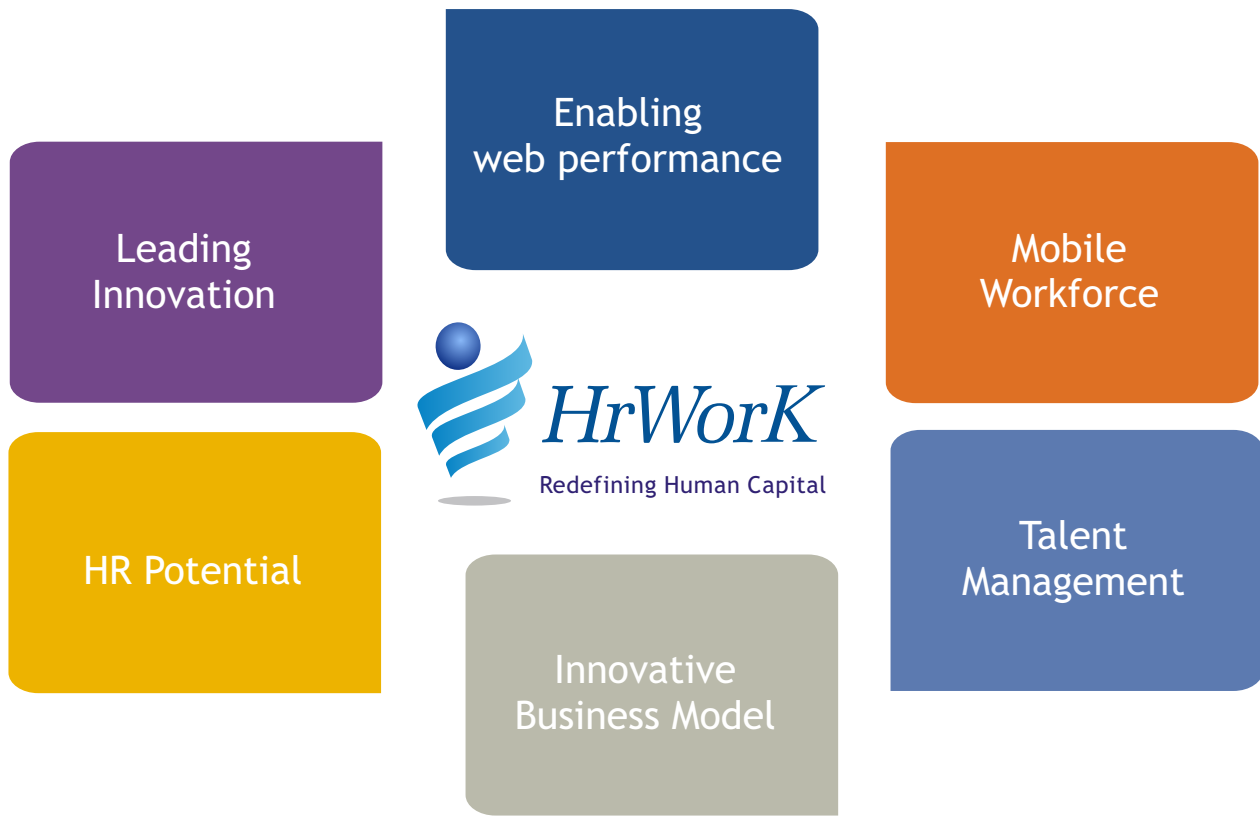 Enabling
web performance
Leading
Innovation
Mobile
Workforce
HrWorK
Redefining Human Capital
HR Potential
Talent
Management
Innovative
Business Model